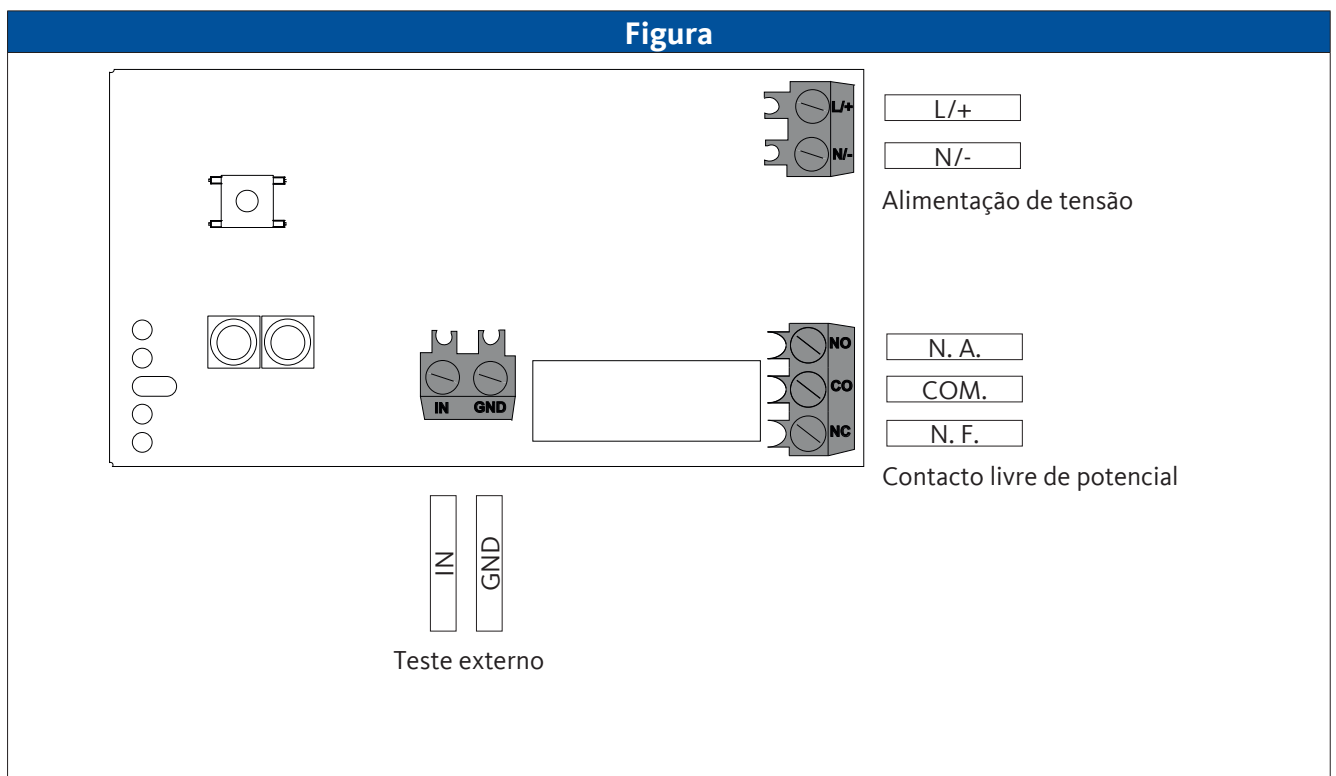 Figura
L/+
L/+
N/-
N/-
Alimentação de tensão
NO
N. A.
CO
COM.
NC
N. F.
IN
GND
Contacto livre de potencial
IN
GND
Teste externo